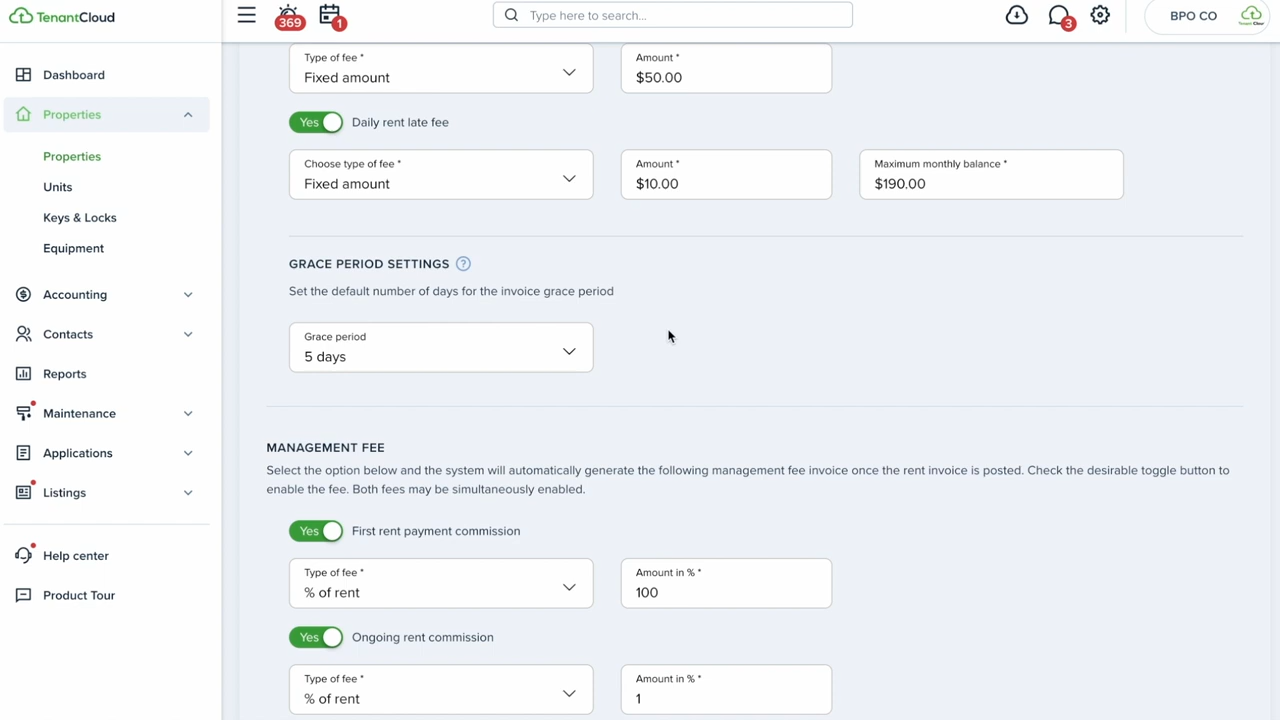 TenantCloud
369
1
Type here to search...
3
BPO CO
Tenant Cloud
Dashboard
Properties
Properties
Units
Keys & Locks
Equipment
Accounting
Contacts
Reports
Maintenance
Applications
Listings
Help center
Product Tour
Type of fee *
Fixed amount
Amount *
$50.00
Yes Daily rent late fee
Choose type of fee *
Fixed amount
Amount *
$10.00
Maximum monthly balance *
$190.00
GRACE PERIOD SETTINGS ?
Set the default number of days for the invoice grace period
Grace period
5 days
MANAGEMENT FEE
Select the option below and the system will automatically generate the following management fee invoice once the rent invoice is posted. Check the desirable toggle button to
enable the fee. Both fees may be simultaneously enabled.
Yes First rent payment commission
Type of fee *
% of rent
Amount in % *
100
Yes Ongoing rent commission
Type of fee *
% of rent
Amount in % *
1